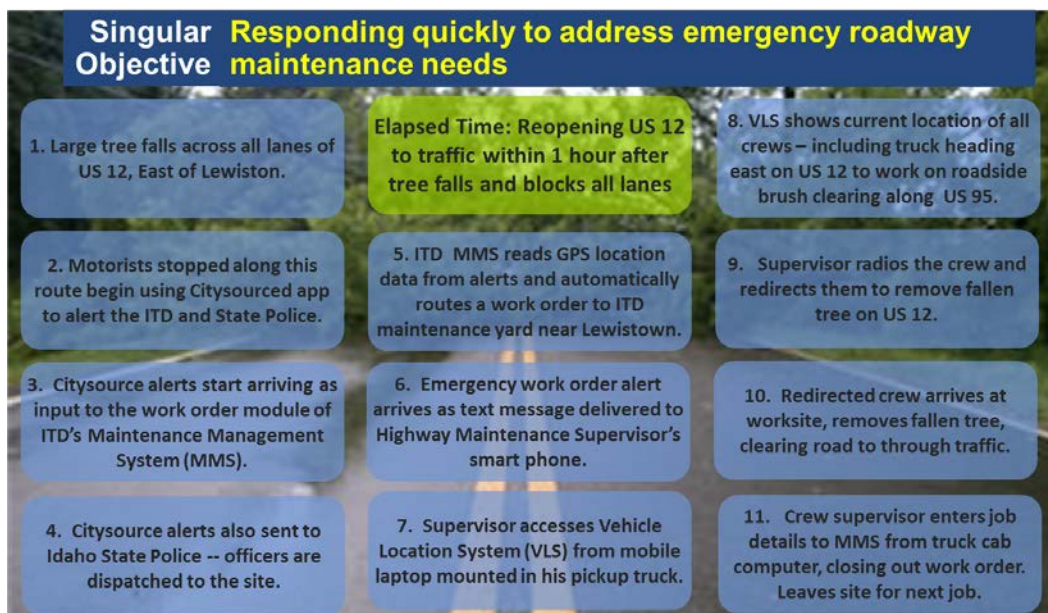 Singular Responding quickly to address emergency roadway
Objective maintenance needs
1. Large tree falls across all lanes of
US 12, East of Lewiston.
2. Motorists stopped along this
route begin using Citysourced app
to alert the ITD and State Police.
3. Citysource alerts start arriving as
input to the work order module of
ITD’s Maintenance Management
System (MMS).
4. Citysource alerts also sent to
Idaho State Police -- officers are
dispatched to the site.
Elapsed Time: Reopening US 12
to traffic within 1 hour after
tree falls and blocks all lanes
5. ITD MMS reads GPS location
data from alerts and automatically
routes a work order to ITD
maintenance yard near Lewistown.
6. Emergency work order alert
arrives as text message delivered to
Highway Maintenance Supervisor’s
smart phone.
7. Supervisor accesses Vehicle
Location System (VLS) from mobile
laptop mounted in his pickup truck.
8. VLS shows current location of all
crews – including truck heading
east on US 12 to work on roadside
brush clearing along US 95.
9. Supervisor radios the crew and
redirects them to remove fallen
tree on US 12.
10. Redirected crew arrives at
worksite, removes fallen tree,
clearing road to through traffic.
11. Crew supervisor enters job
details to MMS from truck cab
computer, closing out work order.
Leaves site for next job.